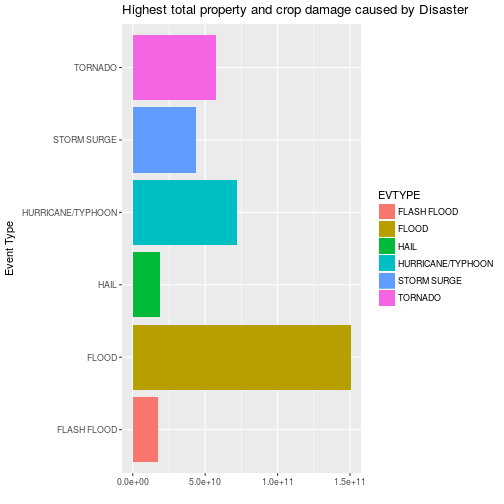 Highest total property and crop damage caused by Disaster
Event Type
TORNADO
STORM SURGE
HURRICANE/TYPHOON
HAIL
FLOOD
FLASH FLOOD
0.0e+00 5.0e+10 1.0e+11 1.5e+11
EVTYPE
FLASH FLOOD
FLOOD
HAIL
HURRICANE/TYPHOON
STORM SURGE
TORNADO